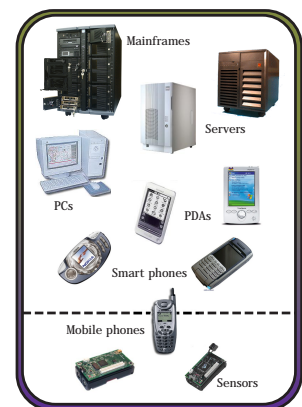 Mainframes
Servers
PCs
PDAs
Smart phones
Mobile phones
Sensors